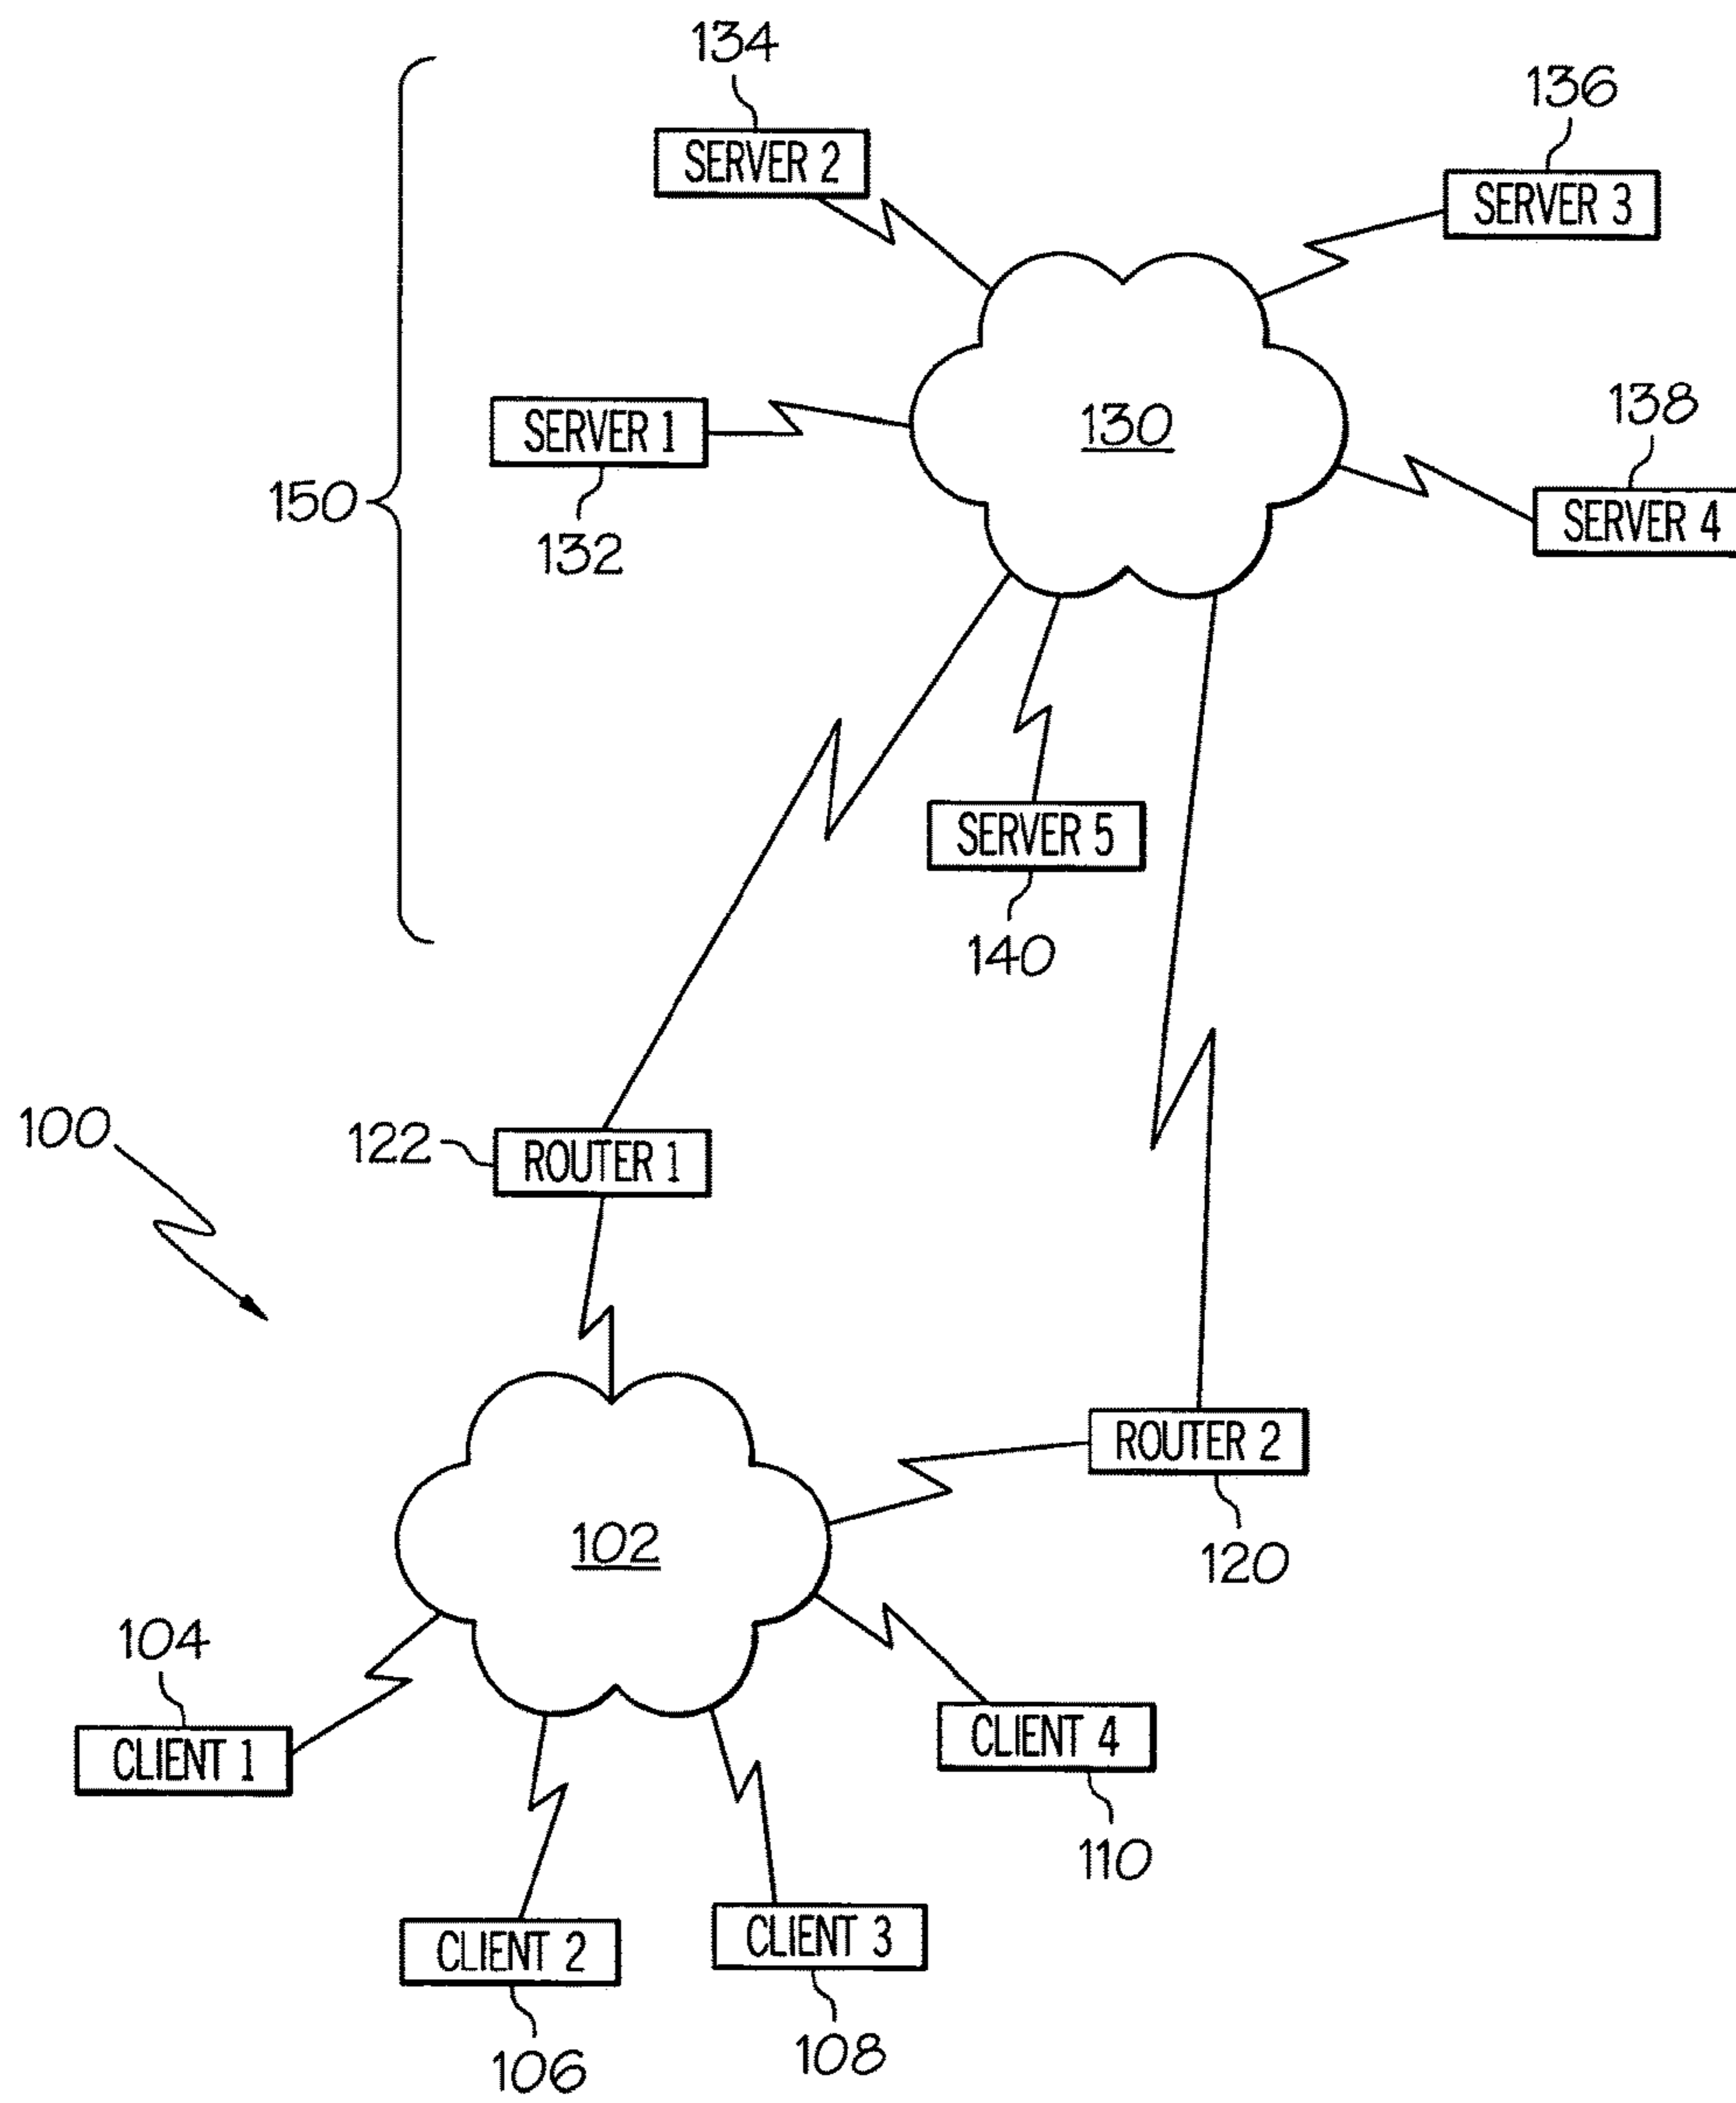 134
SERVER 2
136
SERVER 3
130
138
SERVER 1
SERVER 4
150
132
SERVER 5
140
100
122
ROUTER 1
ROUTER 2
102
120
104
CLIENT 1
CLIENT 4
110
CLIENT 2
CLIENT 3
106
108